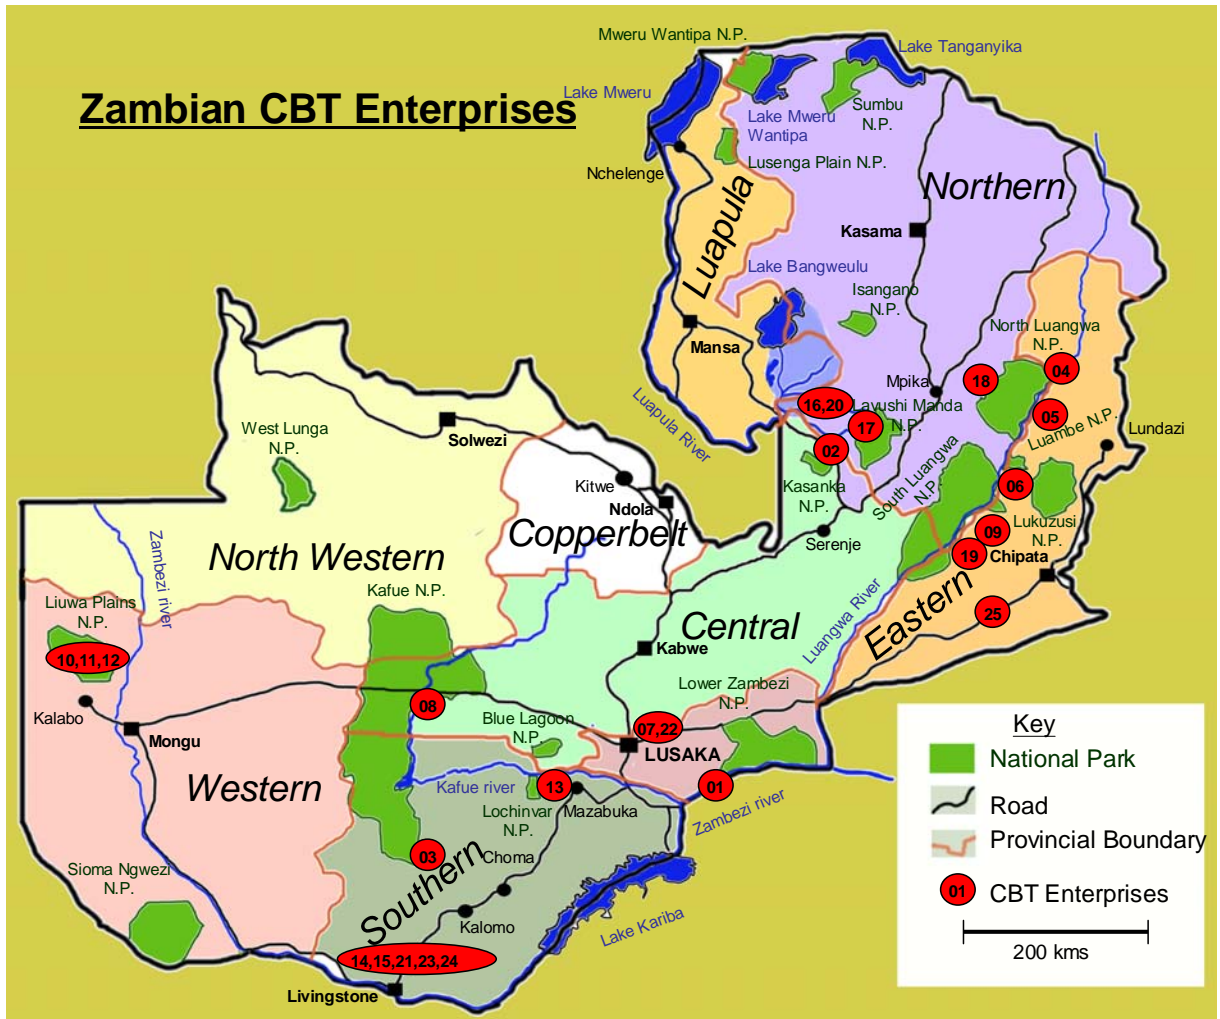 Zambian CBT Enterprises
Mweru Wantipa N.P.
Lake Tanganyika
Lake Mweru
Sumbu
N.P.
Lake Mweru
Wantipa
Lusenga Plain N.P.
Nchelenge
Northern
Luapula
Kasama
Lake Bangweulu
Isangano
N.P.
North Luangwa
N.P.
Mansa
Mpika
18
04
16,20
Lavushi Manda
N.P.
17
05
Luambe N.P.
Lundazi
Luapula River
02
West Lunga
N.P.
Solwezi
Kitwe
Ndola
Kasanka
N.P.
South Luangwa
N.P.
06
Lukuzusi
N.P.
09
19
Chipata
Copperbelt
Serenje
North Western
Zambezi river
Kafue N.P.
Liuwa Plains
N.P.
10,11,12
Central
Kabwe
Luangwa River
Eastern
25
Kalabo
Mongu
08
Blue Lagoon
N.P.
Lower Zambezi
N.P.
07,22
LUSAKA
Western
Kafue river
13
Lochinvar
N.P.
Mazabuka
01
Zambezi river
03
Choma
Southern
Sioma Ngwezi
N.P.
Kalomo
Lake Kariba
14,15,21,23,24
Livingstone
Key
National Park
Road
Provincial Boundary
01
CBT Enterprises
200 kms